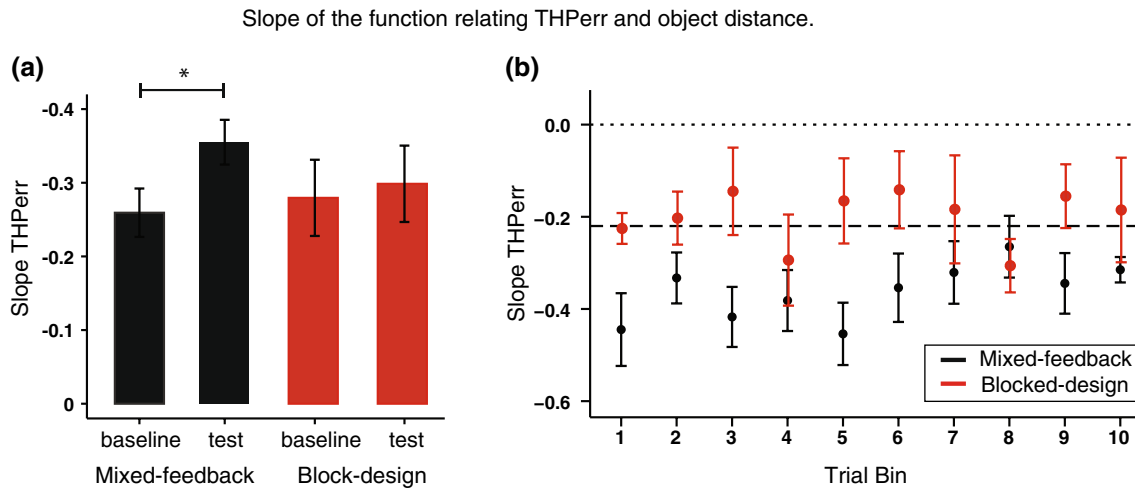 Slope of the function relating THPerr and object distance.
(a)
*
Slope THPerr
-0.4
-0.3
-0.2
-0.1
0
baseline test baseline test
Mixed-feedback Block-design
(b)
Slope THPerr
0.0
−0.2
−0.4
−0.6
Mixed-feedback
Blocked-design
1 2 3 4 5 6 7 8 9 10
Trial Bin